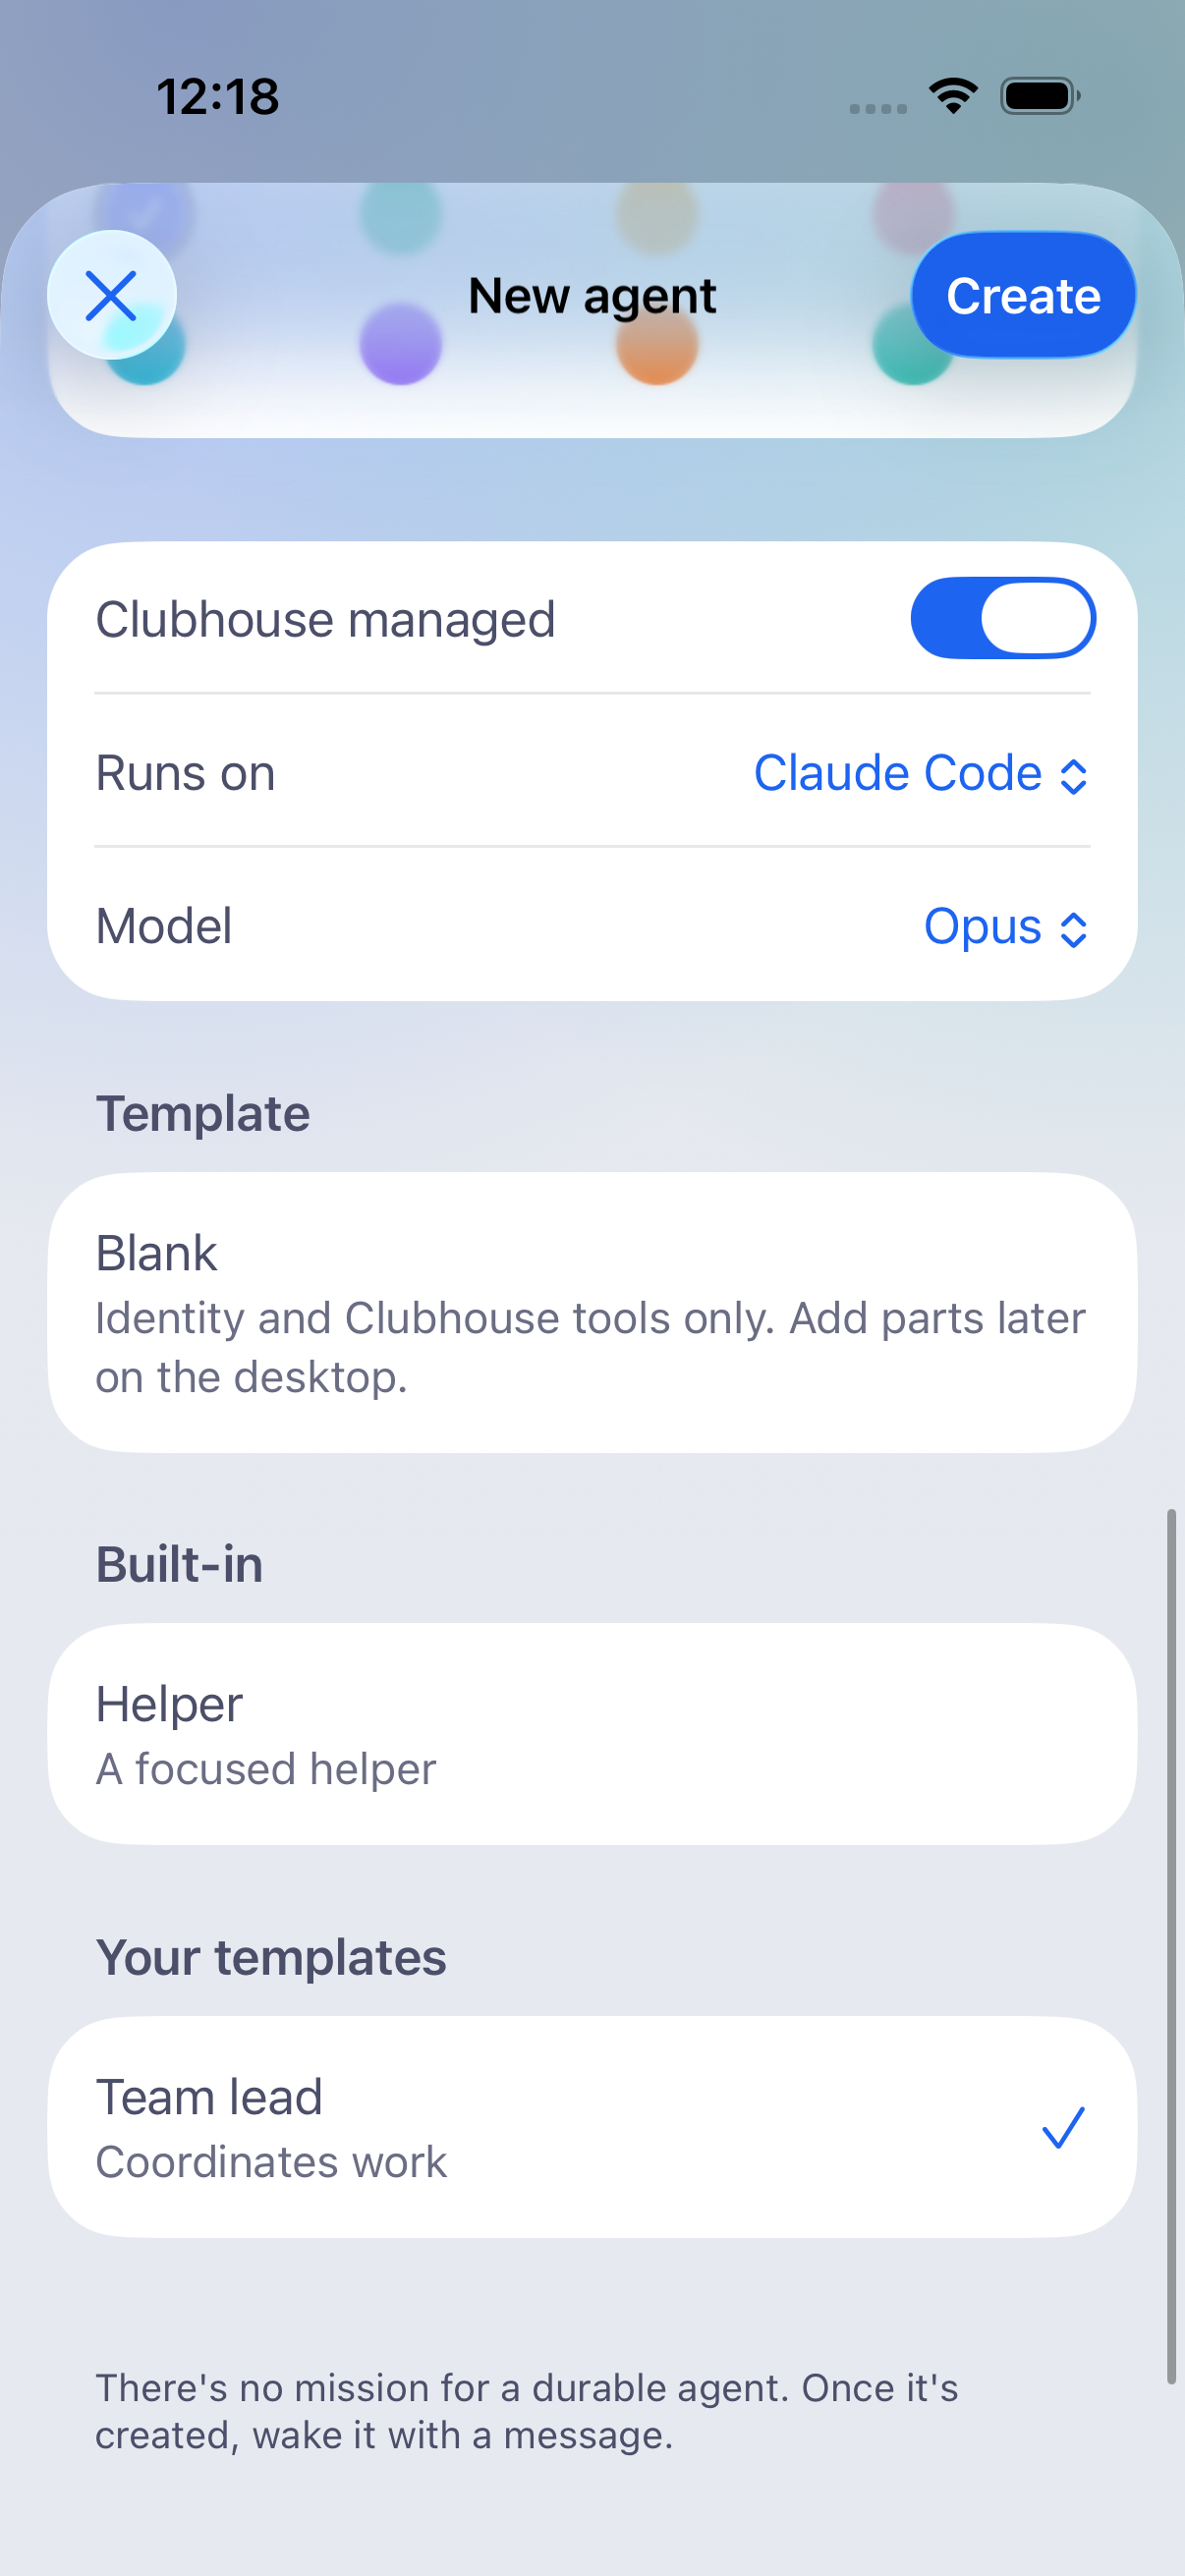 12:18
New agent
Create
Clubhouse managed
Runs on
Claude Code
Model
Opus
Template
Blank
Identity and Clubhouse tools only. Add parts later
on the desktop.
Built-in
Helper
A focused helper
Your templates
Team lead
Coordinates work
There's no mission for a durable agent. Once it's
created, wake it with a message.